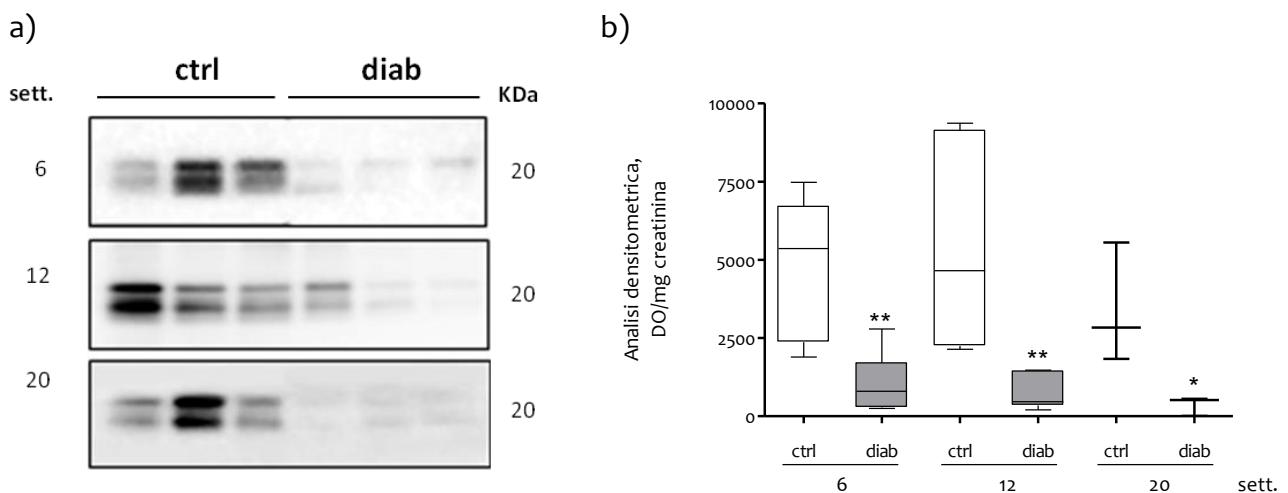 a)
ctrl diab
sett. KDa
6 20
12 20
20 20
b)
Analisi densitometrica,
DO/mg creatinina
10000
7500
5000
2500
0
** ** *
ctrl diab ctrl diab ctrl diab
6 12 20 sett.